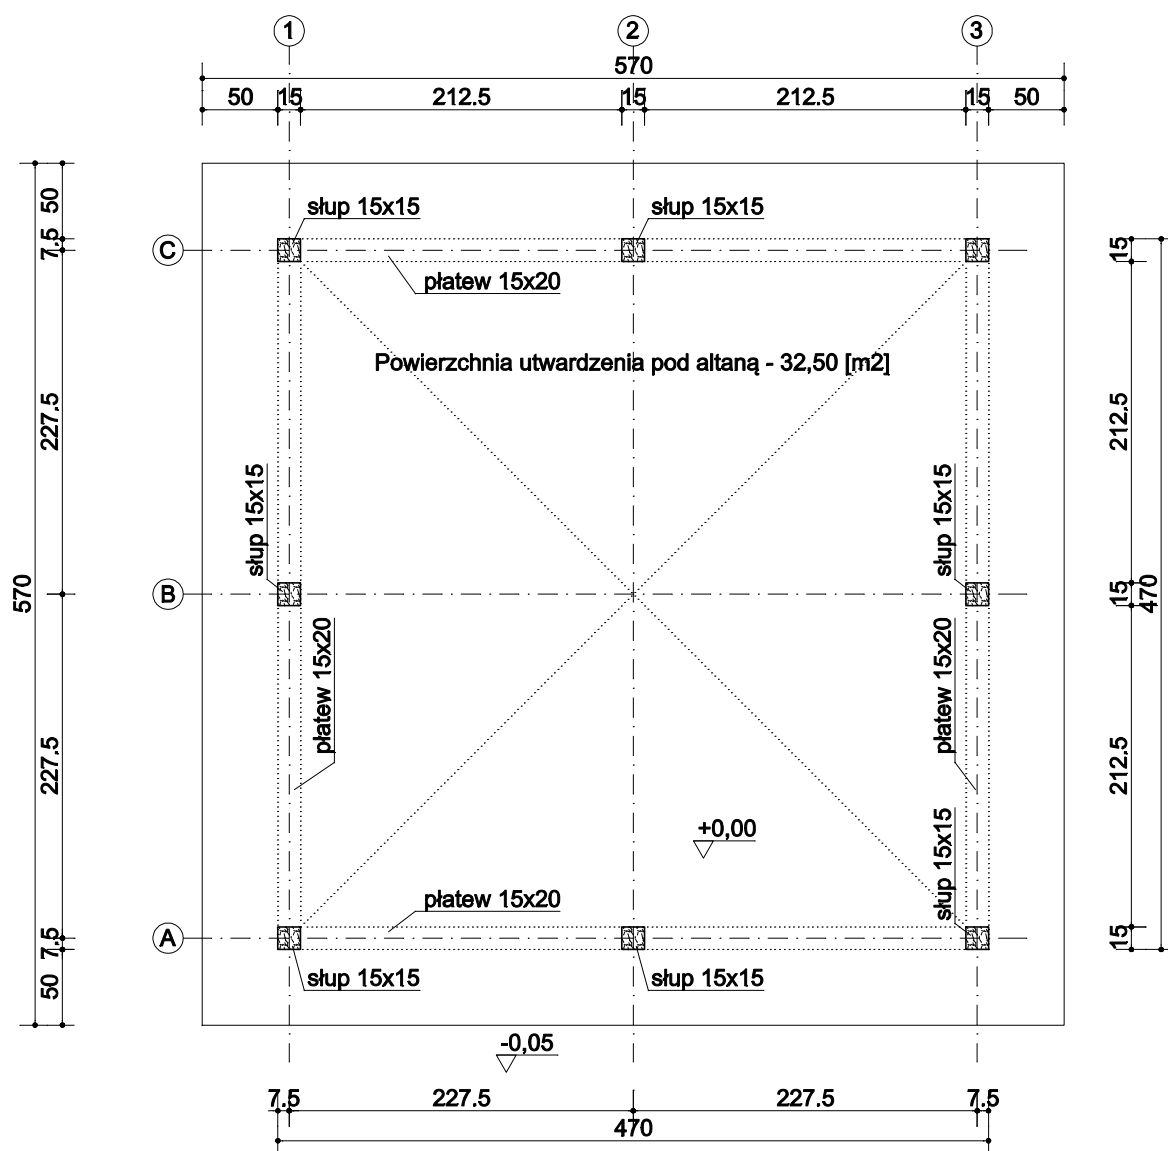 1 2 3
570
50 15 212.5 15 212.5 15 50
50
7,5
227.5
227.5
7,5
50
570
C
B
A
słup 15x15
słup 15x15
płatew 15x20
Powierzchnia utwardzenia pod altaną - 32,50 [m2]
słup 15x15
słup 15x15
płatew 15x20
płatew 15x20
+0,00
słup 15x15
płatew 15x20
słup 15x15
słup 15x15
-0,05
15
212.5
15
212.5
15
470
7.5 227.5 227.5 7.5
470